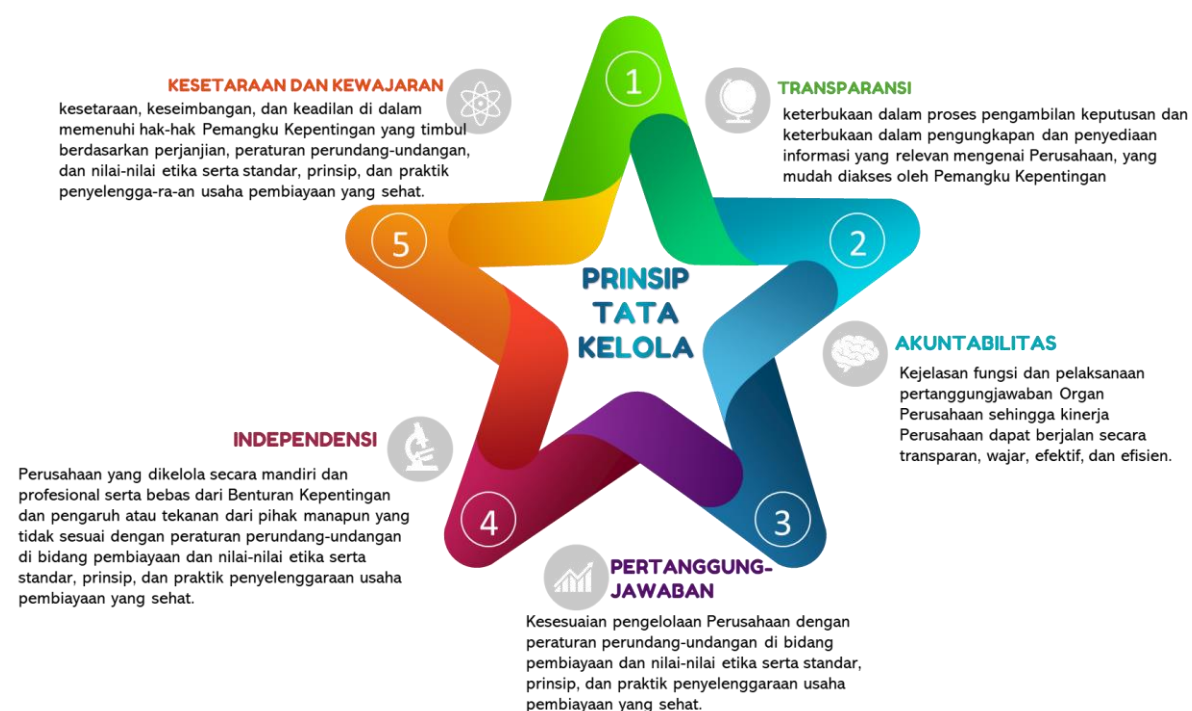 1
TRANSPARANSI
keterbukaan dalam proses pengambilan keputusan dan
keterbukaan dalam pengungkapan dan penyediaan
informasi yang relevan mengenai Perusahaan, yang
mudah diakses oleh Pemangku Kepentingan
2
AKUNTABILITAS
Kejelasan fungsi dan pelaksanaan
pertanggungjawaban Organ
Perusahaan sehingga kinerja
Perusahaan dapat berjalan secara
transparan, wajar, efektif, dan efisien.
3
PERTANGGUNG-
JAWABAN
Kesesuaian pengelolaan Perusahaan dengan
peraturan perundang-undangan di bidang
pembiayaan dan nilai-nilai etika serta standar,
prinsip, dan praktik penyelenggaraan usaha
pembiayaan yang sehat.
4
INDEPENDENSI
Perusahaan yang dikelola secara mandiri dan
profesional serta bebas dari Benturan Kepentingan
dan pengaruh atau tekanan dari pihak manapun yang
tidak sesuai dengan peraturan perundang-undangan
di bidang pembiayaan dan nilai-nilai etika serta
standar, prinsip, dan praktik penyelenggaraan usaha
pembiayaan yang sehat.
5
KESETARAAN DAN KEWAJARAN
kesetaraan, keseimbangan, dan keadilan di dalam
memenuhi hak-hak Pemangku Kepentingan yang timbul
berdasarkan perjanjian, peraturan perundang-undangan,
dan nilai-nilai etika serta standar, prinsip, dan praktik
penyelengga-ra-an usaha pembiayaan yang sehat.
PRINSIP
TATA
KELOLA